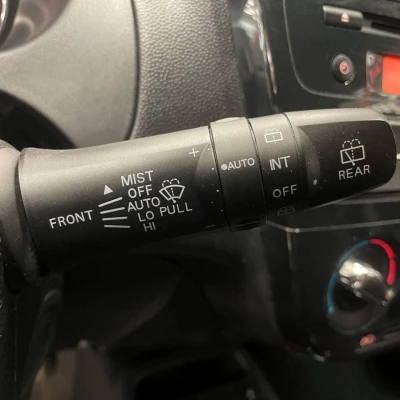 FRONT
MIST
OFF
AUTO
LO PULL
HI
+
AUTO
INT
OFF
REAR